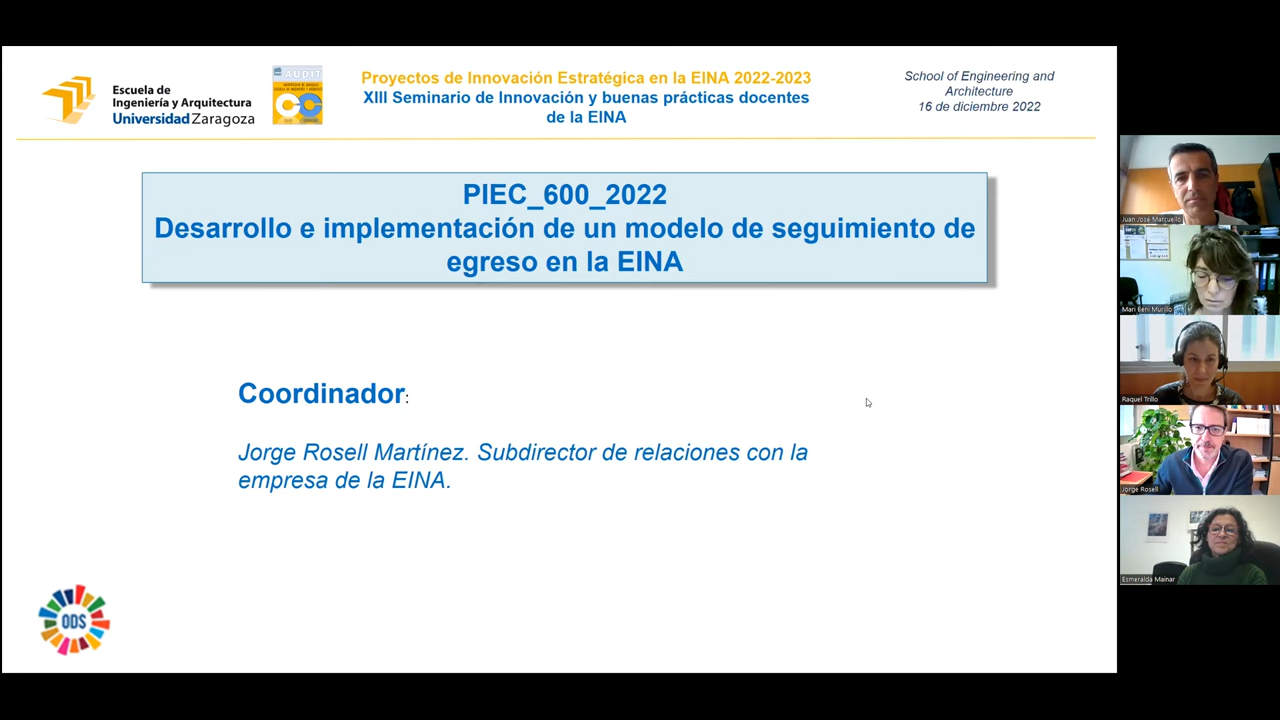 Escuela de
Ingeniería y Arquitectura
Universidad Zaragoza
AUDIT
Proyectos de Innovación Estratégica en la EINA 2022-2023
XIII Seminario de Innovación y buenas prácticas docentes
de la EINA
School of Engineering and
Architecture
16 de diciembre 2022
PIEC_600_2022
Desarrollo e implementación de un modelo de seguimiento de
egreso en la EINA
Coordinador:
Jorge Rosell Martínez. Subdirector de relaciones con la
empresa de la EINA.
ODS
Juan José Marcuello
Mari Beni Murillo
Raquel Trillo
Jorge Rosell
Esmeralda Mainar